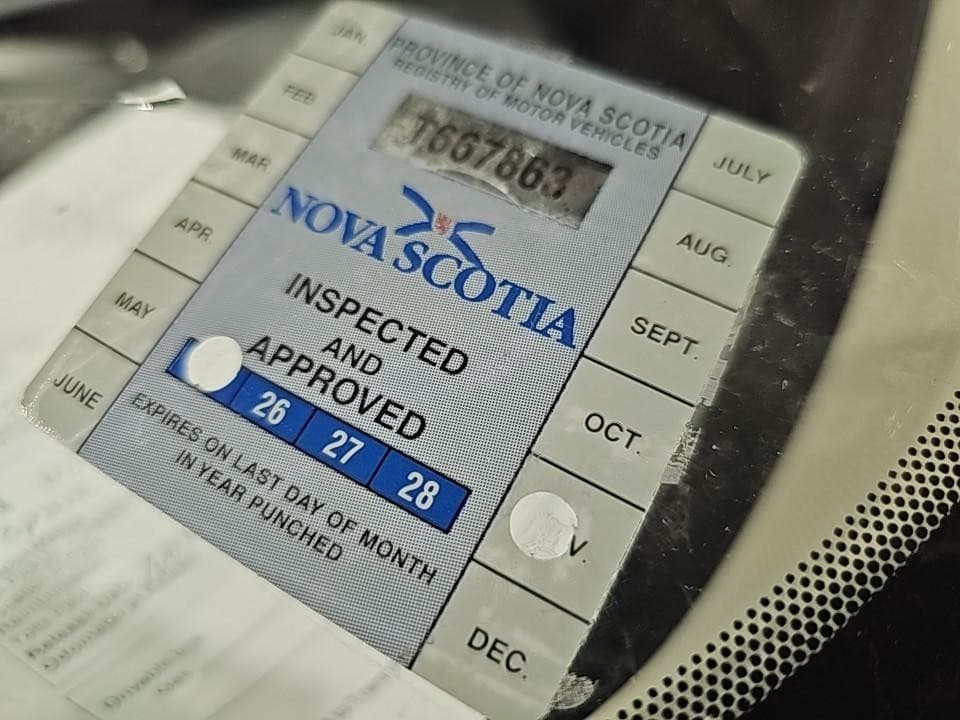 PROVINCE OF NOVA SCOTIA
REGISTRY OF MOTOR VEHICLES
J667863
NOVA SCOTIA
INSPECTED
AND
APPROVED
26 27 28
EXPIRES ON LAST DAY OF MONTH
IN YEAR PUNCHED
JAN.
FEB
MAR
APR.
MAY
JUNE
JULY
AUG.
SEPT.
OCT.
V.
DEC.